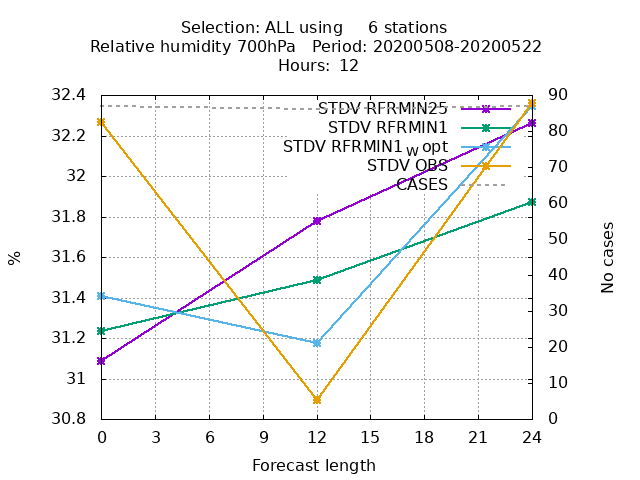 Selection: ALL using 6 stations
Relative humidity 700hPa Period: 20200508-20200522
Hours: 12
32.4
32.2
32
31.8
31.6
31.4
31.2
31
30.8
%
STDV RFRMIN25
STDV RFRMIN1
STDV RFRMIN1 W opt
STDV OBS
CASES
90
80
70
60
50
40
30
20
10
0
No cases
0 3 6 9 12 15 18 21 24
Forecast length